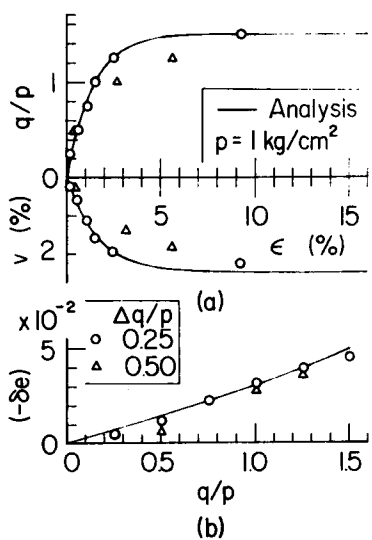 q/p
1
0
— Analysis
p = 1 kg/cm²
5 10 15
ϵ (%)
v (%)
2
(a)
×10⁻²
Δq/p
○ 0.25
△ 0.50
(-δe)
5
0
0 0.5 1.0 1.5
q/p
(b)